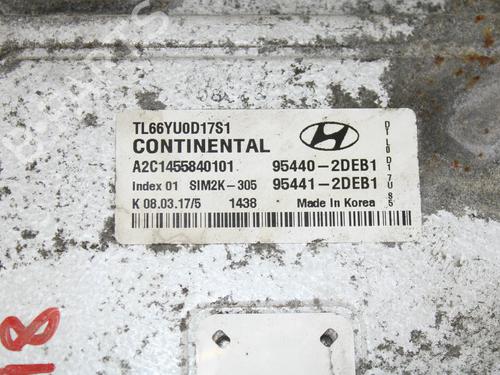 TL66YU0D17S1
CONTINENTAL
A2C1455840101 95440-2DEB1
Index 01 SIM2K-305 95441-2DEB1
K 08.03.17/5 1438 Made In Korea
18